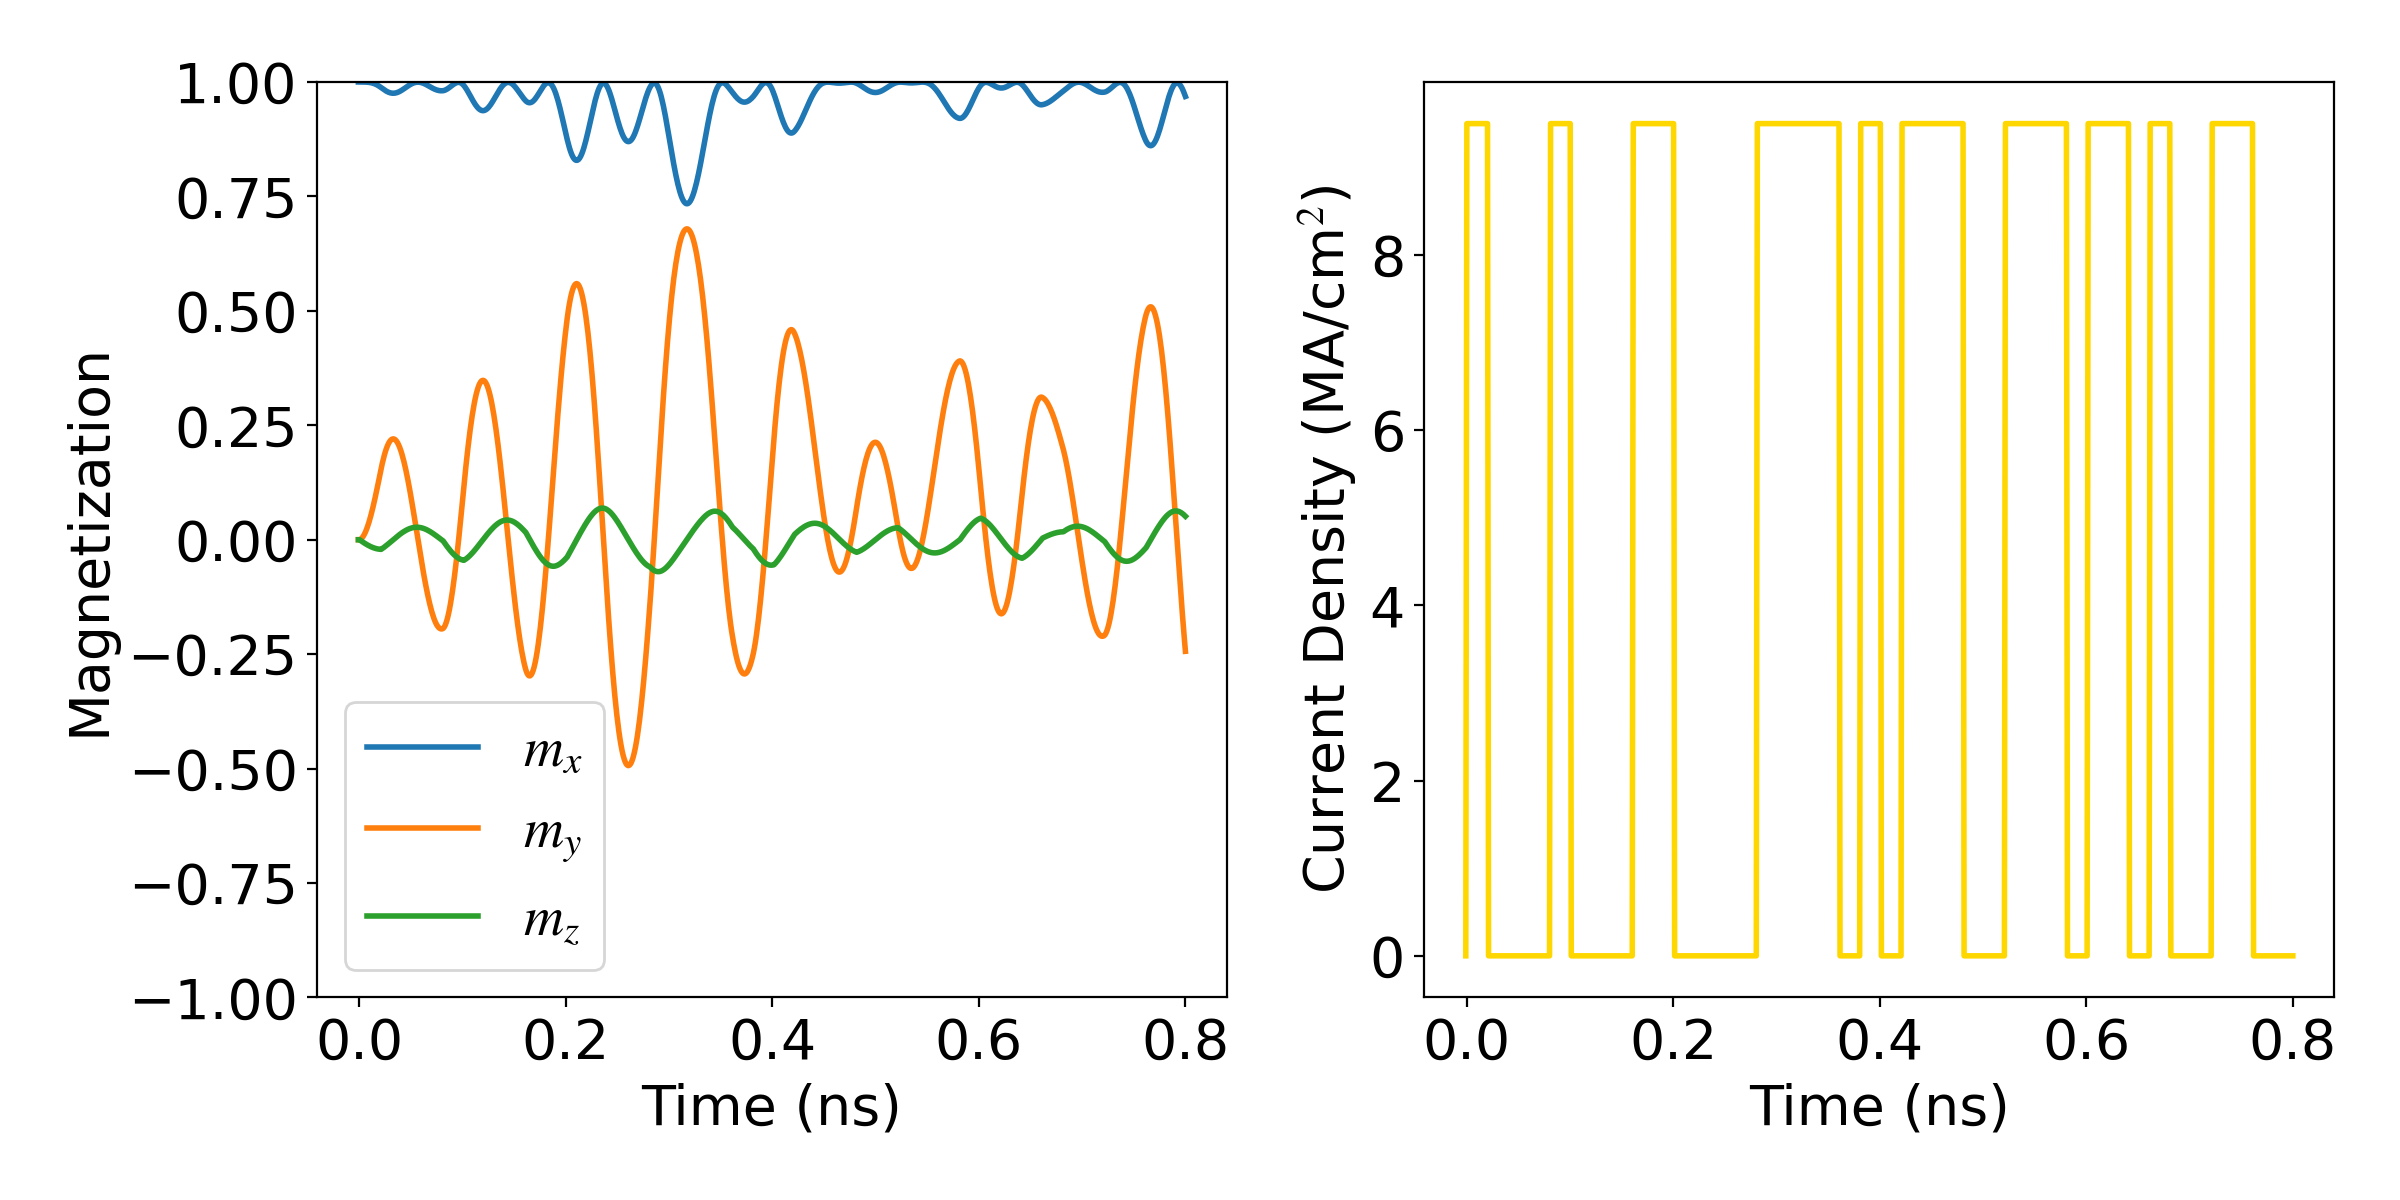 1.00
0.75
0.50
0.25
0.00
−0.25
−0.50
−0.75
−1.00
Magnetization
m_x
m_y
m_z
0.0 0.2 0.4 0.6 0.8
Time (ns)
8
6
4
2
0
Current Density (MA/cm²)
0.0 0.2 0.4 0.6 0.8
Time (ns)